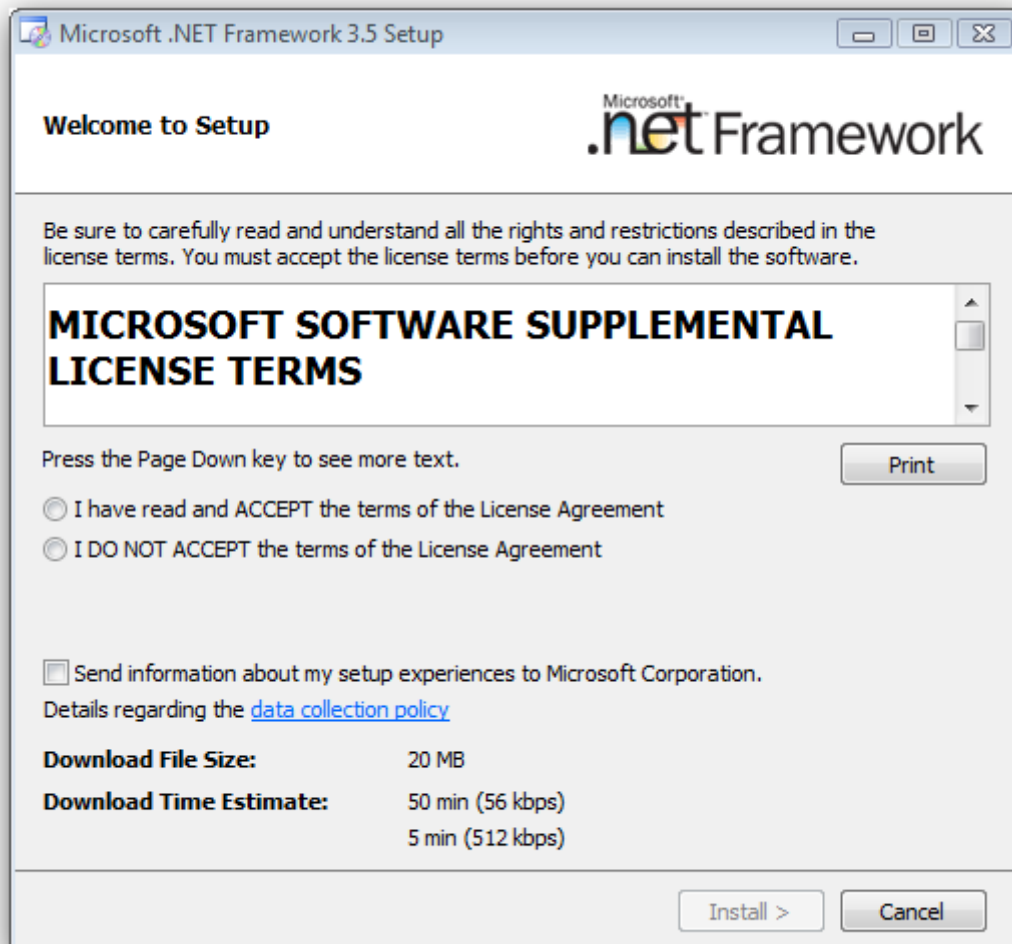 Microsoft .NET Framework 3.5 Setup
Welcome to Setup
Microsoft®
.net™ Framework
Be sure to carefully read and understand all the rights and restrictions described in the
license terms. You must accept the license terms before you can install the software.
MICROSOFT SOFTWARE SUPPLEMENTAL
LICENSE TERMS
Press the Page Down key to see more text.
Print
I have read and ACCEPT the terms of the License Agreement
I DO NOT ACCEPT the terms of the License Agreement
Send information about my setup experiences to Microsoft Corporation.
Details regarding the data collection policy
Download File Size: 20 MB
Download Time Estimate: 50 min (56 kbps)
5 min (512 kbps)
Install > Cancel